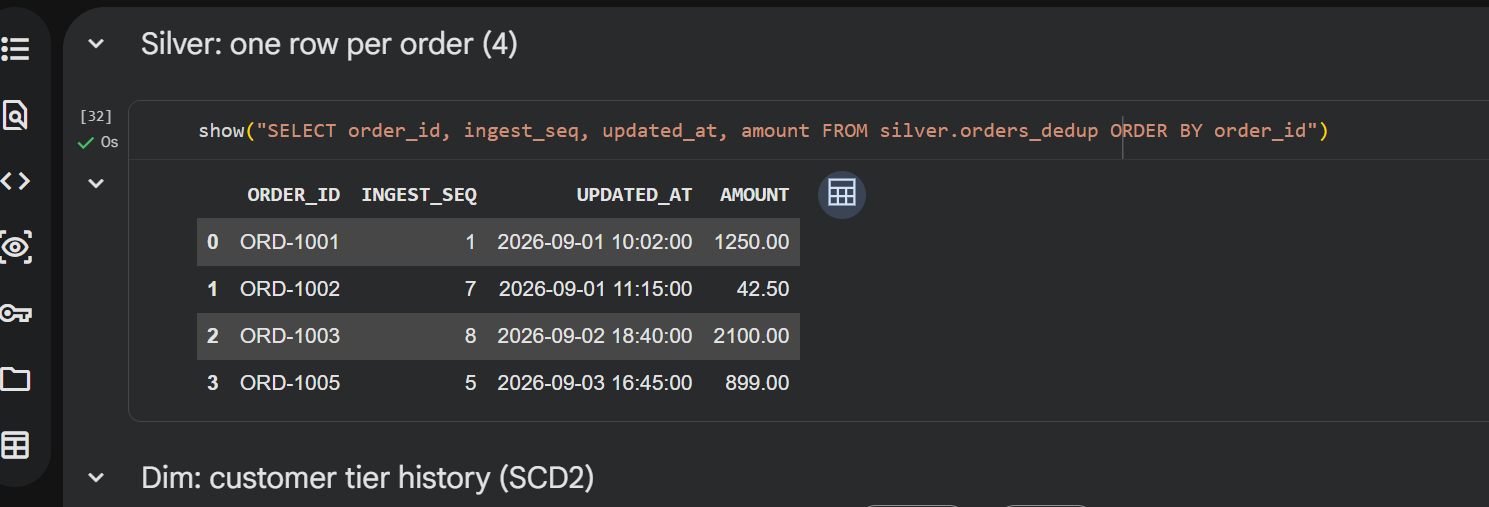 Silver: one row per order (4)
[32]
0s
show("SELECT order_id, ingest_seq, updated_at, amount FROM silver.orders_dedup ORDER BY order_id")
ORDER_ID INGEST_SEQ UPDATED_AT AMOUNT
0 ORD-1001 1 2026-09-01 10:02:00 1250.00
1 ORD-1002 7 2026-09-01 11:15:00 42.50
2 ORD-1003 8 2026-09-02 18:40:00 2100.00
3 ORD-1005 5 2026-09-03 16:45:00 899.00
Dim: customer tier history (SCD2)